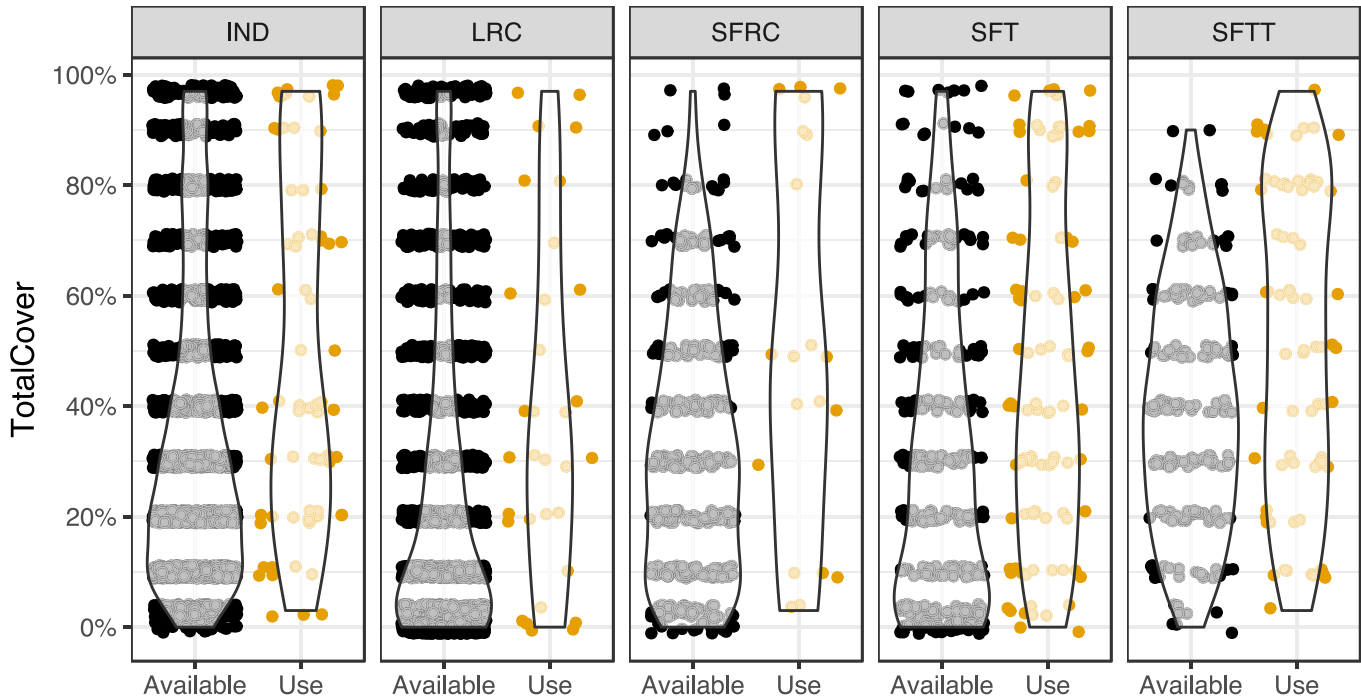 IND LRC SFRC SFT SFTT
100%
80%
60%
40%
20%
0%
TotalCover
Available Use Available Use Available Use Available Use Available Use